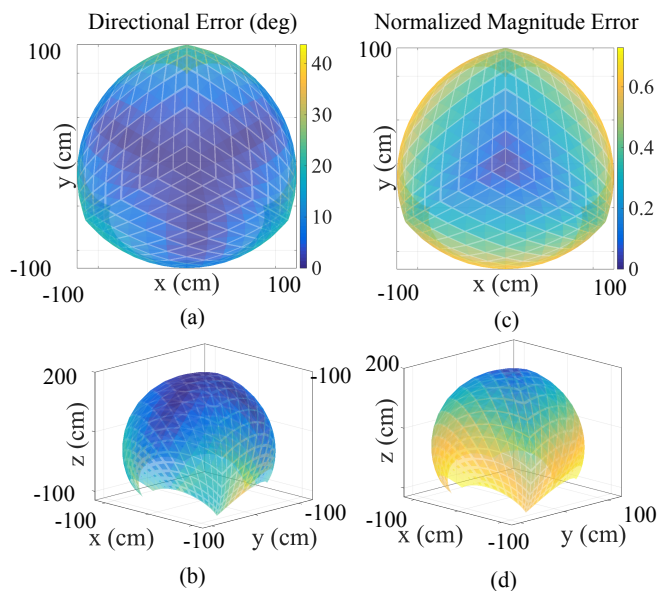 Directional Error (deg)
100
y (cm)
-100
-100
x (cm)
100
40
30
20
10
0
(a)
Normalized Magnitude Error
100
y (cm)
-100
-100
x (cm)
100
0.6
0.4
0.2
0
(c)
200
z (cm)
-100
-100
x (cm)
-100
y (cm)
-100
-100
(b)
200
z (cm)
-100
-100
x (cm)
-100
y (cm)
100
(d)